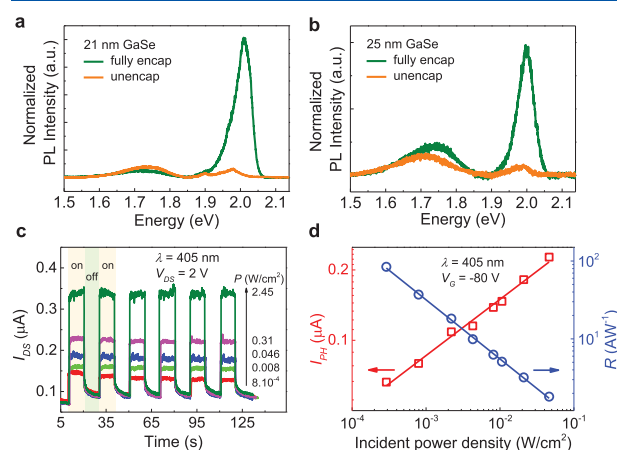 a
21 nm GaSe
fully encap
unencap
Normalized
PL Intensity (a.u.)
1.5 1.6 1.7 1.8 1.9 2.0 2.1
Energy (eV)
b
25 nm GaSe
fully encap
unencap
Normalized
PL Intensity (a.u.)
1.5 1.6 1.7 1.8 1.9 2.0 2.1
Energy (eV)
c
on on
off
λ = 405 nm
V_DS = 2 V
P (W/cm²)
2.45
0.31
0.046
0.008
8.10⁻⁴
0.4
0.3
0.2
0.1
I_DS (μA)
5 35 65 95 125
Time (s)
d
λ = 405 nm
V_G = -80 V
0.2
0.1
I_PH (μA)
10²
10¹
R (AW⁻¹)
10⁻⁴ 10⁻³ 10⁻² 10⁻¹
Incident power density (W/cm²)